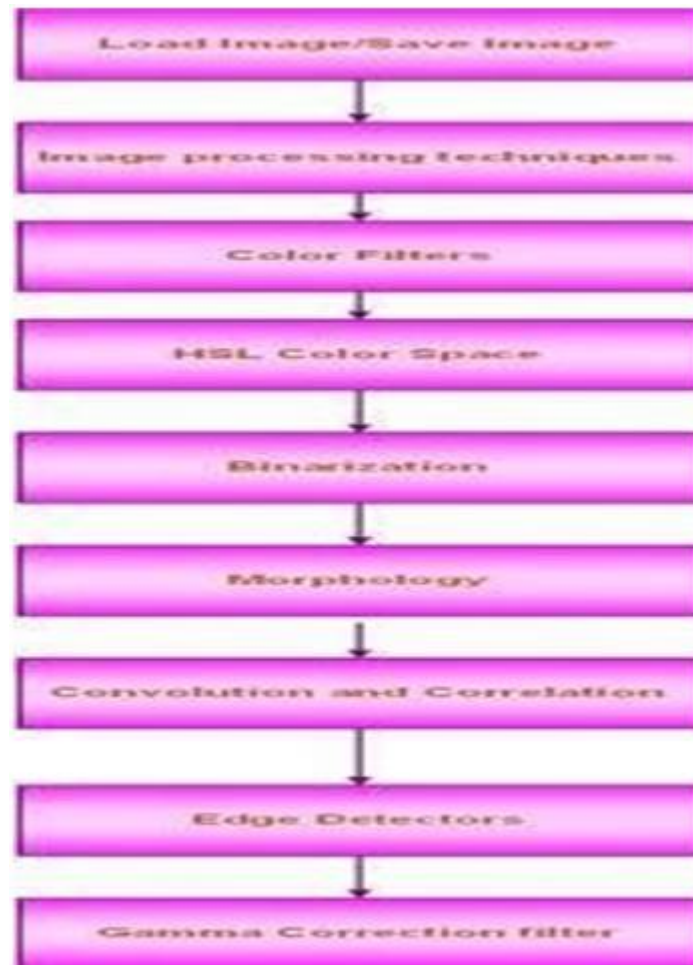 Load Image/Save Image
Image processing techniques
Color Filters
HSL Color Space
Binarization
Morphology
Convolution and Correlation
Edge Detectors
Gamma Correction filter